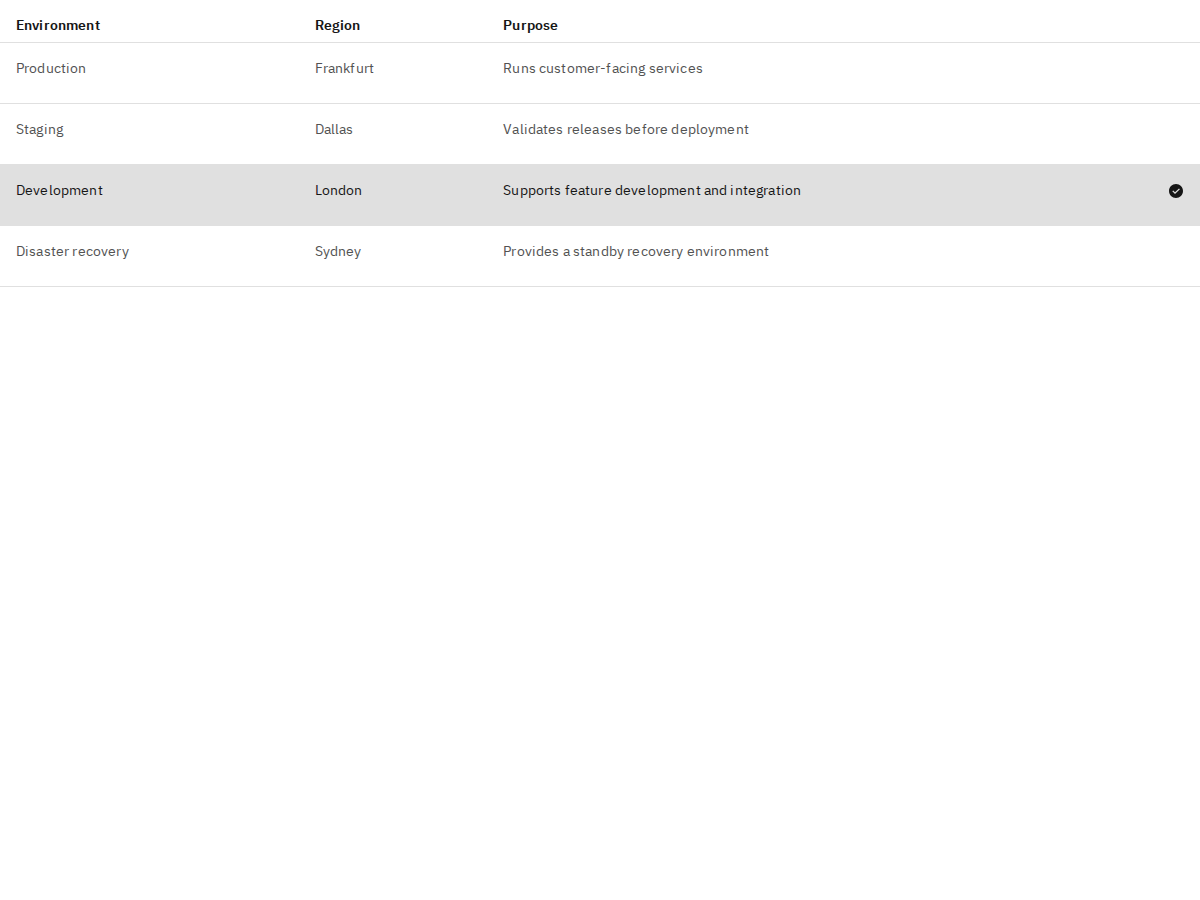 Environment Region Purpose
Production Frankfurt Runs customer-facing services
Staging Dallas Validates releases before deployment
Development London Supports feature development and integration
Disaster recovery Sydney Provides a standby recovery environment